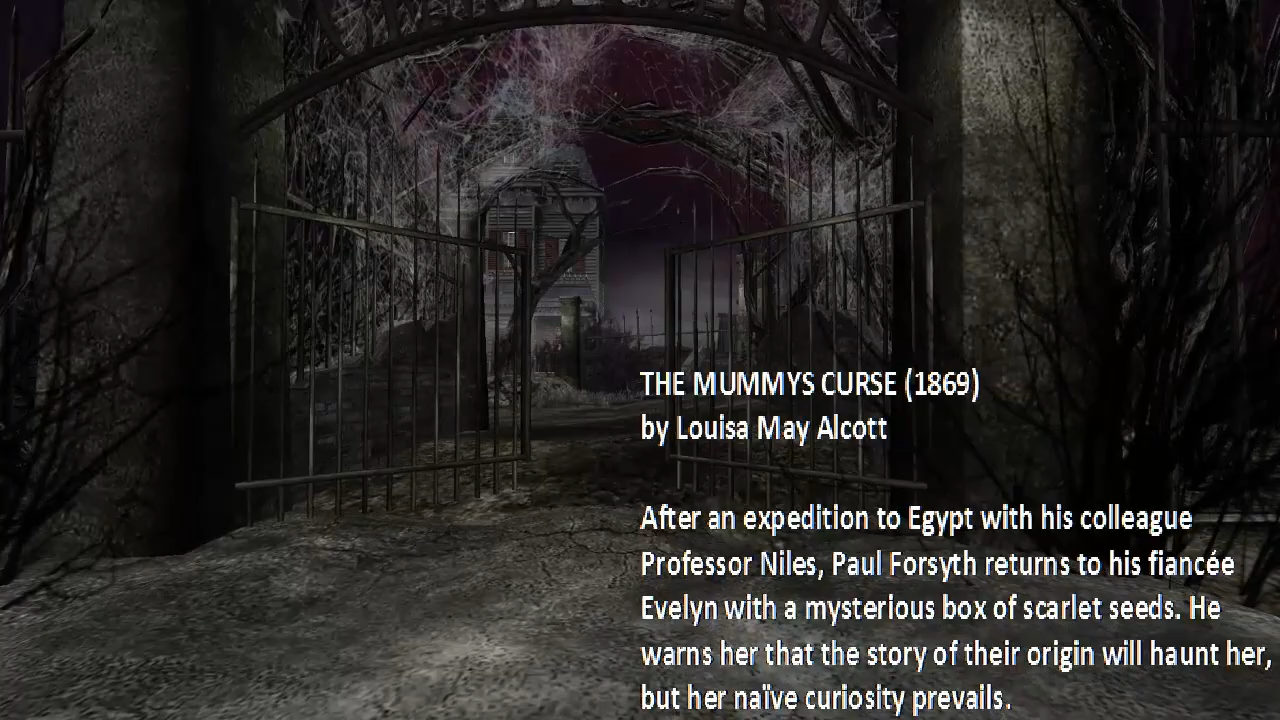 THE MUMMYS CURSE (1869)
by Louisa May Alcott
After an expedition to Egypt with his colleague
Professor Niles, Paul Forsyth returns to his fiancée
Evelyn with a mysterious box of scarlet seeds. He
warns her that the story of their origin will haunt her,
but her naïve curiosity prevails.